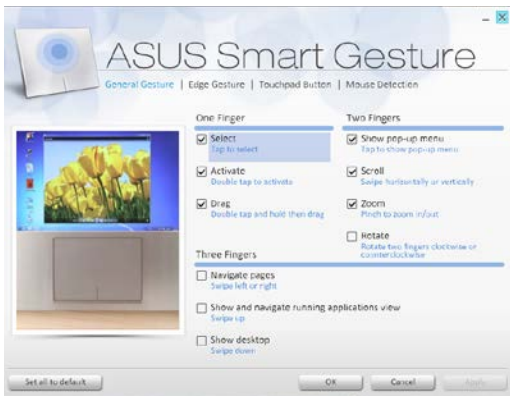 ASUS Smart Gesture
General Gesture | Edge Gesture | Touchpad Button | Mouse Detection
One Finger
Select
Tap to select
Activate
Double tap to activate
Drag
Double tap and hold then drag
Two Fingers
Show pop-up menu
Tap to show pop-up menu
Scroll
Swipe horizontally or vertically
Zoom
Pinch to zoom in/out
Rotate
Rotate two fingers clockwise or
counterclockwise
Three Fingers
Navigate pages
Swipe left or right
Show and navigate running applications view
Swipe up
Show desktop
Swipe down
Set all to default
OK
Cancel
Apply